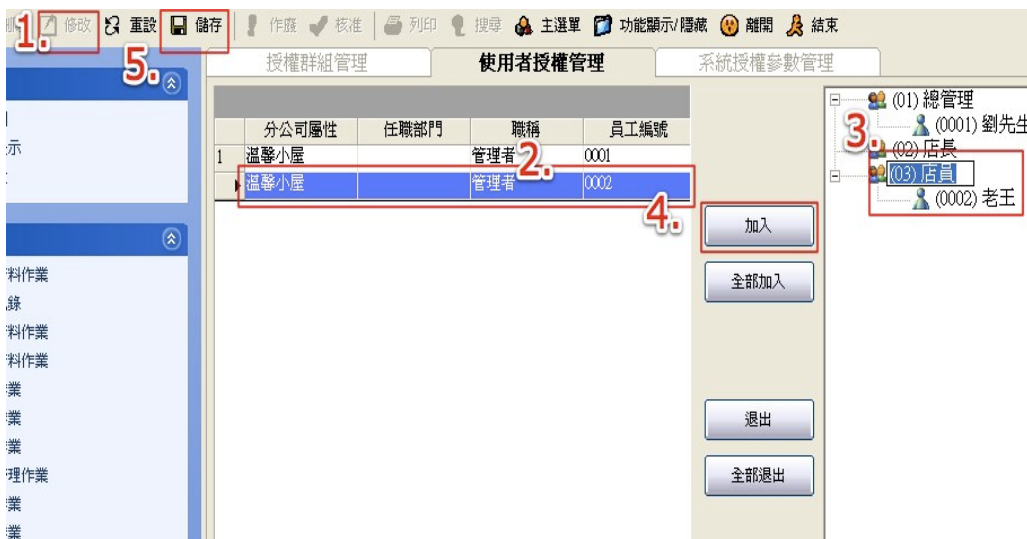 1. 修改 重設 儲存 作廢 核准 列印 搜尋 主選單 功能顯示/隱藏 離開 結束
5.
授權群組管理 使用者授權管理 系統授權參數管理
分公司屬性 任職部門 職稱 員工編號
1 溫馨小屋 管理者 0001
溫馨小屋 管理者 0002
2.
3.
4.
(01) 總管理
(0001) 劉先生
(02) 店長
(03) 店員
(0002) 老王
加入
全部加入
退出
全部退出
示
料作業
錄
料作業
料作業
業
業
業
理作業
業
業